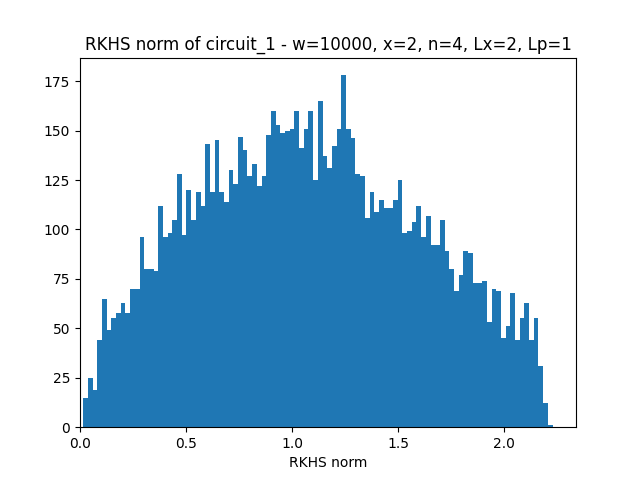 RKHS norm of circuit_1 - w=10000, x=2, n=4, Lx=2, Lp=1
175
150
125
100
75
50
25
0
0.0 0.5 1.0 1.5 2.0
RKHS norm